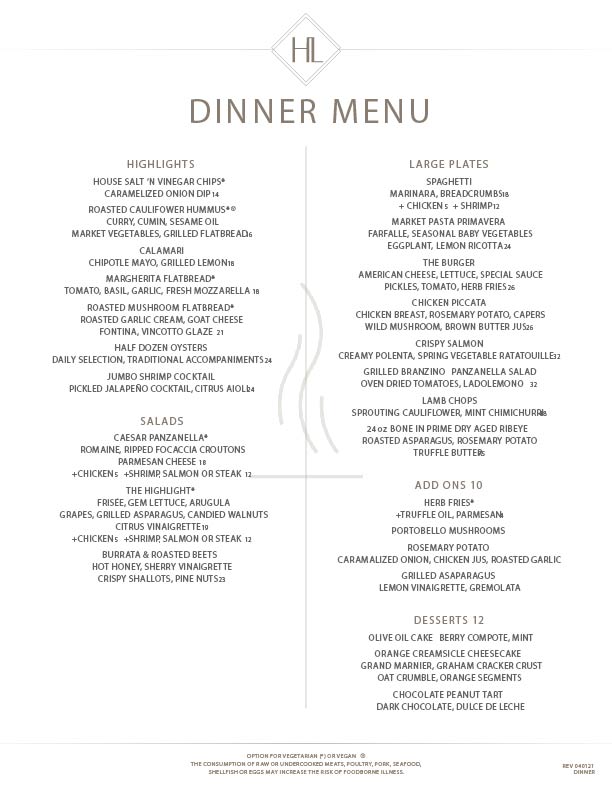 HL
DINNER MENU
HIGHLIGHTS
HOUSE SALT 'N VINEGAR CHIPS*
CARAMELIZED ONION DIP 14
ROASTED CAULIFOWER HUMMUS* ®
CURRY, CUMIN, SESAME OIL
MARKET VEGETABLES, GRILLED FLATBREAD16
CALAMARI
CHIPOTLE MAYO, GRILLED LEMON18
MARGHERITA FLATBREAD*
TOMATO, BASIL, GARLIC, FRESH MOZZARELLA 18
ROASTED MUSHROOM FLATBREAD*
ROASTED GARLIC CREAM, GOAT CHEESE
FONTINA, VINCOTTO GLAZE 21
HALF DOZEN OYSTERS
DAILY SELECTION, TRADITIONAL ACCOMPANIMENTS 24
JUMBO SHRIMP COCKTAIL
PICKLED JALAPEÑO COCKTAIL, CITRUS AIOLI24
SALADS
CAESAR PANZANELLA*
ROMAINE, RIPPED FOCACCIA CROUTONS
PARMESAN CHEESE 18
+CHICKEN 5 +SHRIMP, SALMON OR STEAK 12
THE HIGHLIGHT*
FRISÉE, GEM LETTUCE, ARUGULA
GRAPES, GRILLED ASPARAGUS, CANDIED WALNUTS
CITRUS VINAIGRETTE19
+CHICKEN 5 +SHRIMP, SALMON OR STEAK 12
BURRATA & ROASTED BEETS
HOT HONEY, SHERRY VINAIGRETTE
CRISPY SHALLOTS, PINE NUTS23
LARGE PLATES
SPAGHETTI
MARINARA, BREADCRUMBS18
+ CHICKEN 5 + SHRIMP12
MARKET PASTA PRIMAVERA
FARFALLE, SEASONAL BABY VEGETABLES
EGGPLANT, LEMON RICOTTA24
THE BURGER
AMERICAN CHEESE, LETTUCE, SPECIAL SAUCE
PICKLES, TOMATO, HERB FRIES26
CHICKEN PICCATA
CHICKEN BREAST, ROSEMARY POTATO, CAPERS
WILD MUSHROOM, BROWN BUTTER JUS26
CRISPY SALMON
CREAMY POLENTA, SPRING VEGETABLE RATATOUILLE32
GRILLED BRANZINO PANZANELLA SALAD
OVEN DRIED TOMATOES, LADOLEMONO 32
LAMB CHOPS
SPROUTING CAULIFLOWER, MINT CHIMICHURRI
24 oz BONE IN PRIME DRY AGED RIBEYE
ROASTED ASPARAGUS, ROSEMARY POTATO
TRUFFLE BUTTER
ADD ONS 10
HERB FRIES*
+TRUFFLE OIL, PARMESAN4
PORTOBELLO MUSHROOMS
ROSEMARY POTATO
CARAMALIZED ONION, CHICKEN JUS, ROASTED GARLIC
GRILLED ASAPARAGUS
LEMON VINAIGRETTE, GREMOLATA
DESSERTS 12
OLIVE OIL CAKE BERRY COMPOTE, MINT
ORANGE CREAMSICLE CHEESECAKE
GRAND MARNIER, GRAHAM CRACKER CRUST
OAT CRUMBLE, ORANGE SEGMENTS
CHOCOLATE PEANUT TART
DARK CHOCOLATE, DULCE DE LECHE
OPTION FOR VEGETARIAN (*) OR VEGAN ®
THE CONSUMPTION OF RAW OR UNDERCOOKED MEATS, POULTRY, PORK, SEAFOOD,
SHELLFISH OR EGGS MAY INCREASE THE RISK OF FOODBORNE ILLNESS.
REV 040121
DINNER